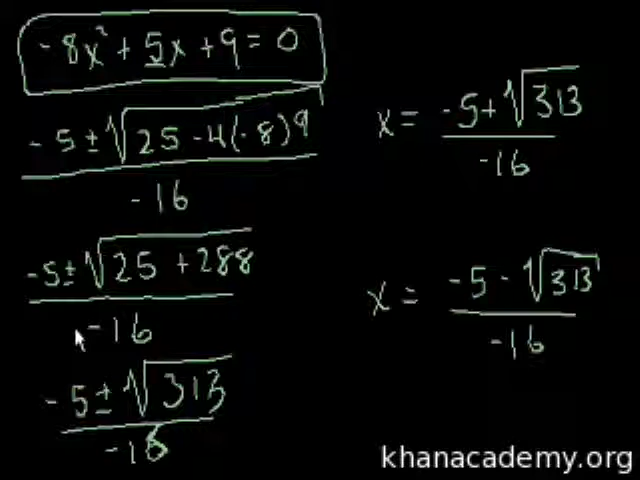 -8x² + 5x + 9 = 0
-5 ± √(25 - 4(-8)9)
-16
-5 ± √(25 + 288)
-16
-5 ± √313
-16
x = (-5 + √313) / -16
x = (-5 - √313) / -16
khanacademy.org